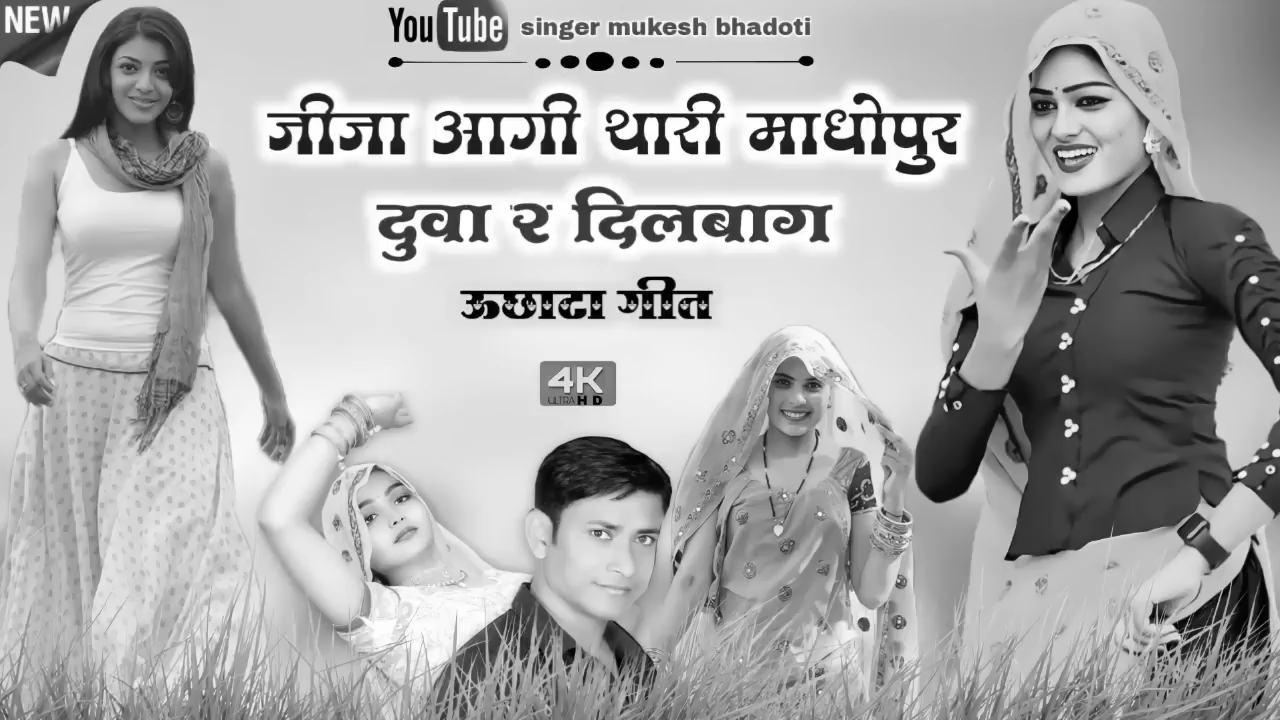 NEW
YouTube singer mukesh bhadoti
जीजा आगी थारी माधोपुर
दुवा र दिलबाग
ऊछाटा गीत
4K
ULTRA HD